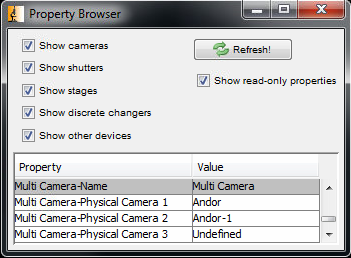 Property Browser
Show cameras
Refresh!
Show shutters
Show read-only properties
Show stages
Show discrete changers
Show other devices
Property Value
Multi Camera-Name Multi Camera
Multi Camera-Physical Camera 1 Andor
Multi Camera-Physical Camera 2 Andor-1
Multi Camera-Physical Camera 3 Undefined